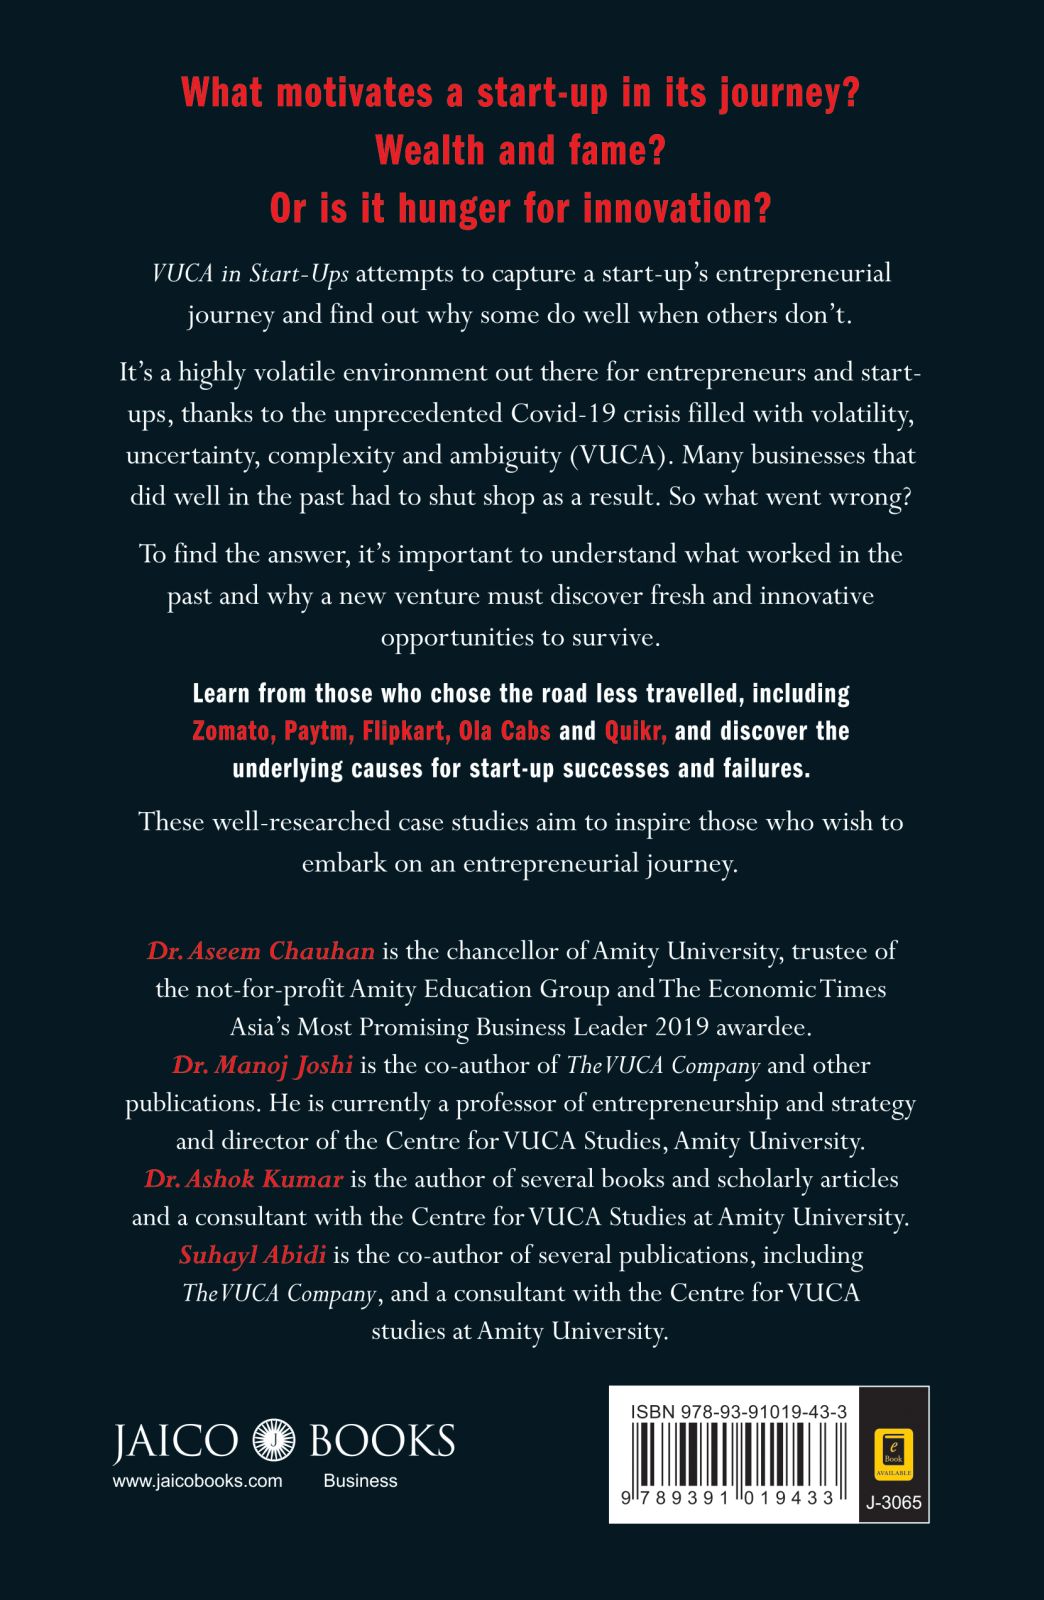 What motivates a start-up in its journey?
Wealth and fame?
Or is it hunger for innovation?
VUCA in Start-Ups attempts to capture a start-up’s entrepreneurial
journey and find out why some do well when others don’t.
It’s a highly volatile environment out there for entrepreneurs and start-
ups, thanks to the unprecedented Covid-19 crisis filled with volatility,
uncertainty, complexity and ambiguity (VUCA). Many businesses that
did well in the past had to shut shop as a result. So what went wrong?
To find the answer, it’s important to understand what worked in the
past and why a new venture must discover fresh and innovative
opportunities to survive.
Learn from those who chose the road less travelled, including
Zomato, Paytm, Flipkart, Ola Cabs and Quikr, and discover the
underlying causes for start-up successes and failures.
These well-researched case studies aim to inspire those who wish to
embark on an entrepreneurial journey.
Dr. Aseem Chauhan is the chancellor of Amity University, trustee of
the not-for-profit Amity Education Group and The Economic Times
Asia’s Most Promising Business Leader 2019 awardee.
Dr. Manoj Joshi is the co-author of The VUCA Company and other
publications. He is currently a professor of entrepreneurship and strategy
and director of the Centre for VUCA Studies, Amity University.
Dr. Ashok Kumar is the author of several books and scholarly articles
and a consultant with the Centre for VUCA Studies at Amity University.
Suhayl Abidi is the co-author of several publications, including
The VUCA Company, and a consultant with the Centre for VUCA
studies at Amity University.
JAICO J BOOKS
www.jaicobooks.com Business
ISBN 978-93-91019-43-3
9 789391 019433
e
Book
AVAILABLE
J-3065